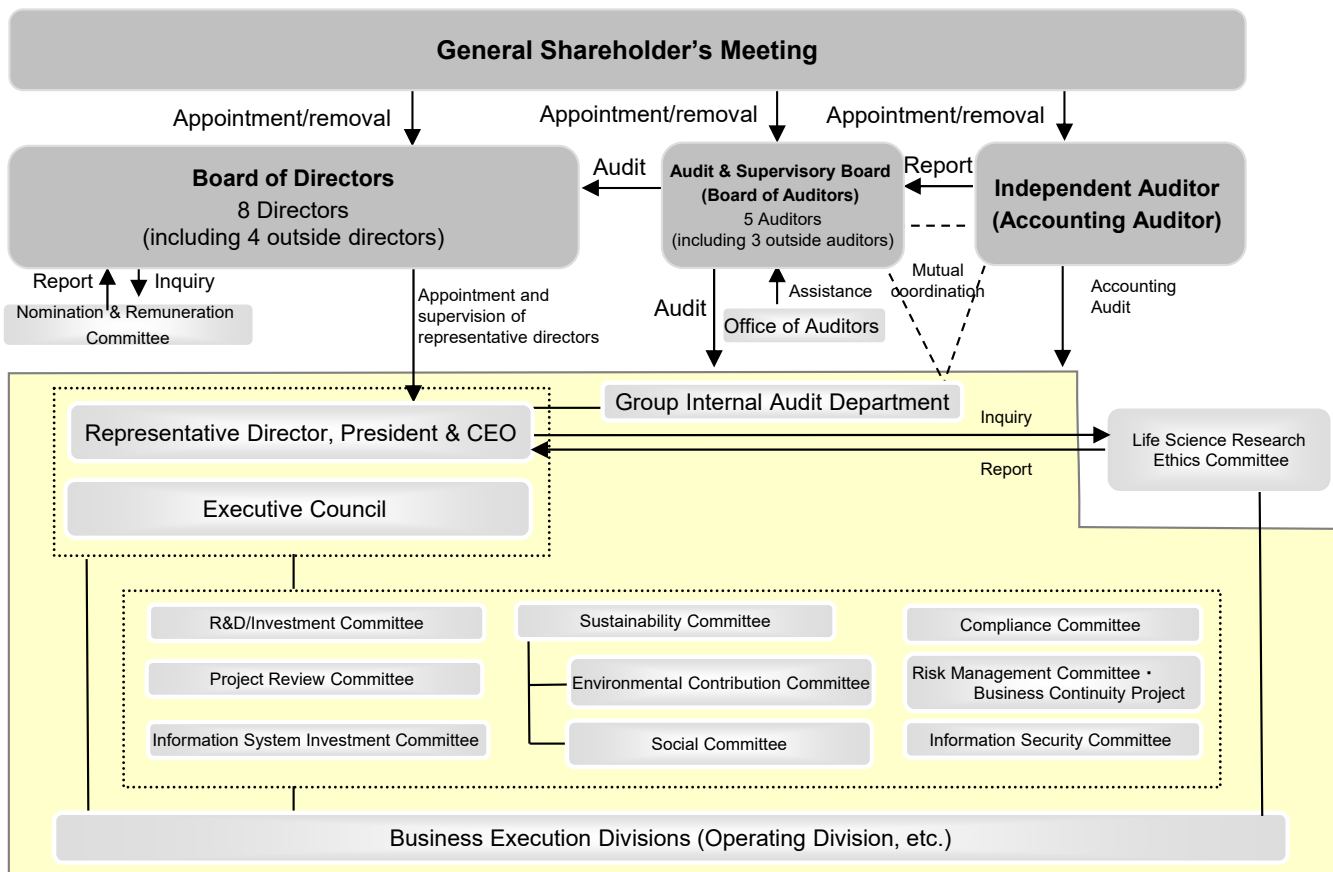 General Shareholder’s Meeting
Appointment/removal
Appointment/removal
Appointment/removal
Board of Directors
8 Directors
(including 4 outside directors)
Audit
Audit & Supervisory Board
(Board of Auditors)
5 Auditors
(including 3 outside auditors)
Report
Independent Auditor
(Accounting Auditor)
Report
Inquiry
Nomination & Remuneration
Committee
Appointment and
supervision of
representative directors
Audit
Assistance
Office of Auditors
Mutual
coordination
Accounting
Audit
Group Internal Audit Department
Representative Director, President & CEO
Inquiry
Report
Life Science Research
Ethics Committee
Executive Council
R&D/Investment Committee
Sustainability Committee
Compliance Committee
Project Review Committee
Environmental Contribution Committee
Risk Management Committee・
Business Continuity Project
Information System Investment Committee
Social Committee
Information Security Committee
Business Execution Divisions (Operating Division, etc.)